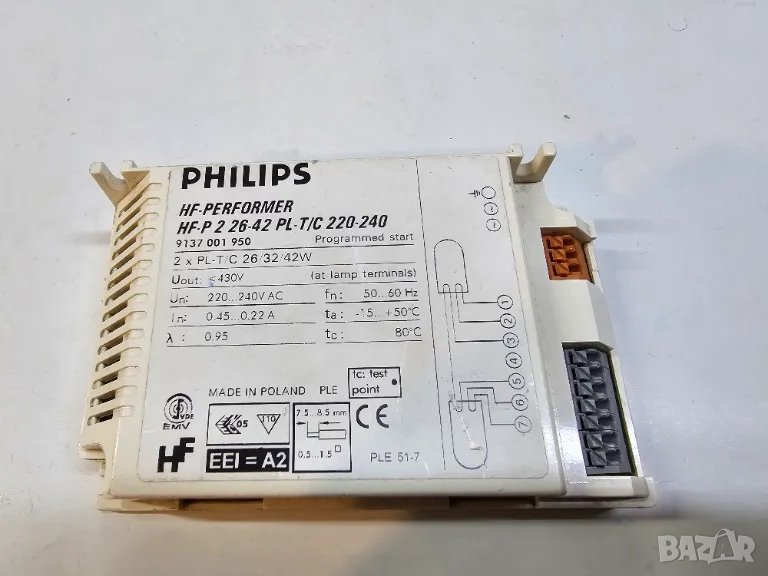 PHILIPS
HF-PERFORMER
HF-P 2 26-42 PL-T/C 220-240
9137 001 950 Programmed start
2 x PL-T/C 26/32/42W
Uout: ≤430V (at lamp terminals)
Un: 220...240V AC fn: 50...60 Hz
In: 0.45...0.22 A ta: -15...+50°C
λ: 0.95 tc: 80°C
MADE IN POLAND PLE
tc: test
point
1
2
3
4
5
6
7
VDE
EMV
05
110
7.5...8.5 mm
0.5...1.5
CE
HF
EEI = A2
PLE 51-7
BAZAR